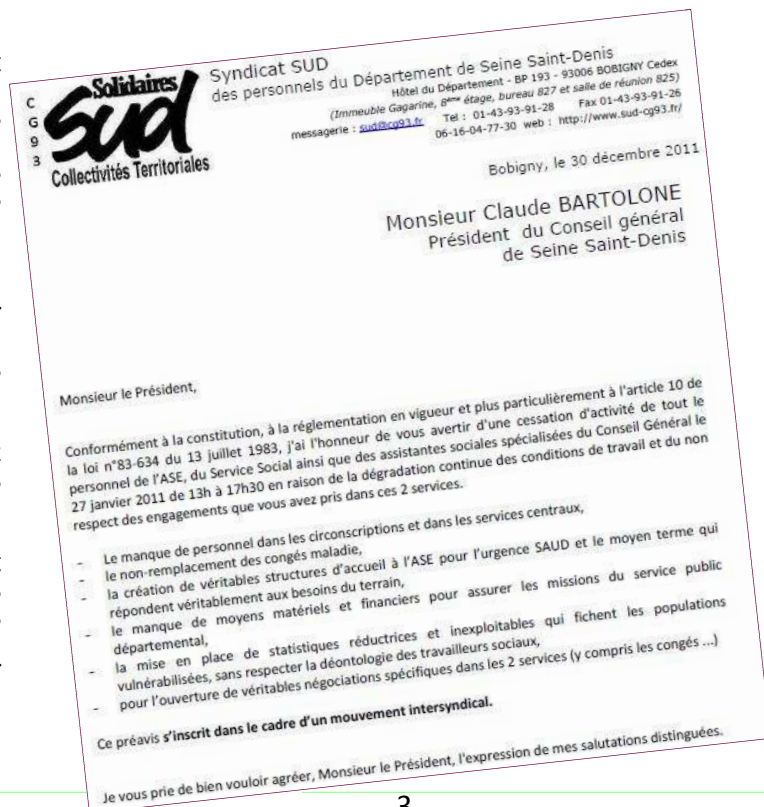 C
G
9
3
Solidaires
Sud
Collectivités Territoriales
Syndicat SUD
des personnels du Département de Seine Saint-Denis
Hôtel du Département - BP 193 - 93006 BOBIGNY Cedex
(Immeuble Gagarine, 8ème étage, bureau 827 et salle de réunion 825)
messagerie : sud@cg93.fr Tel : 01-43-93-91-28 Fax 01-43-93-91-26
06-16-04-77-30 web : http://www.sud-cg93.fr/
Bobigny, le 30 décembre 2011
Monsieur Claude BARTOLONE
Président du Conseil général
de Seine Saint-Denis
Monsieur le Président,
Conformément à la constitution, à la réglementation en vigueur et plus particulièrement à l'article 10 de
la loi n°83-634 du 13 juillet 1983, j'ai l'honneur de vous avertir d'une cessation d'activité de tout le
personnel de l'ASE, du Service Social ainsi que des assistantes sociales spécialisées du Conseil Général le
27 janvier 2011 de 13h à 17h30 en raison de la dégradation continue des conditions de travail et du non
respect des engagements que vous avez pris dans ces 2 services.
- Le manque de personnel dans les circonscriptions et dans les services centraux,
- le non-remplacement des congés maladie,
- la création de véritables structures d'accueil à l'ASE pour l'urgence SAUD et le moyen terme qui
répondent véritablement aux besoins du terrain,
- le manque de moyens matériels et financiers pour assurer les missions du service public
départemental,
- la mise en place de statistiques réductrices et inexploitables qui fichent les populations
vulnérabilisées, sans respecter la déontologie des travailleurs sociaux,
- pour l'ouverture de véritables négociations spécifiques dans les 2 services (y compris les congés ...)
Ce préavis s'inscrit dans le cadre d'un mouvement intersyndical.
Je vous prie de bien vouloir agréer, Monsieur le Président, l'expression de mes salutations distinguées.
3